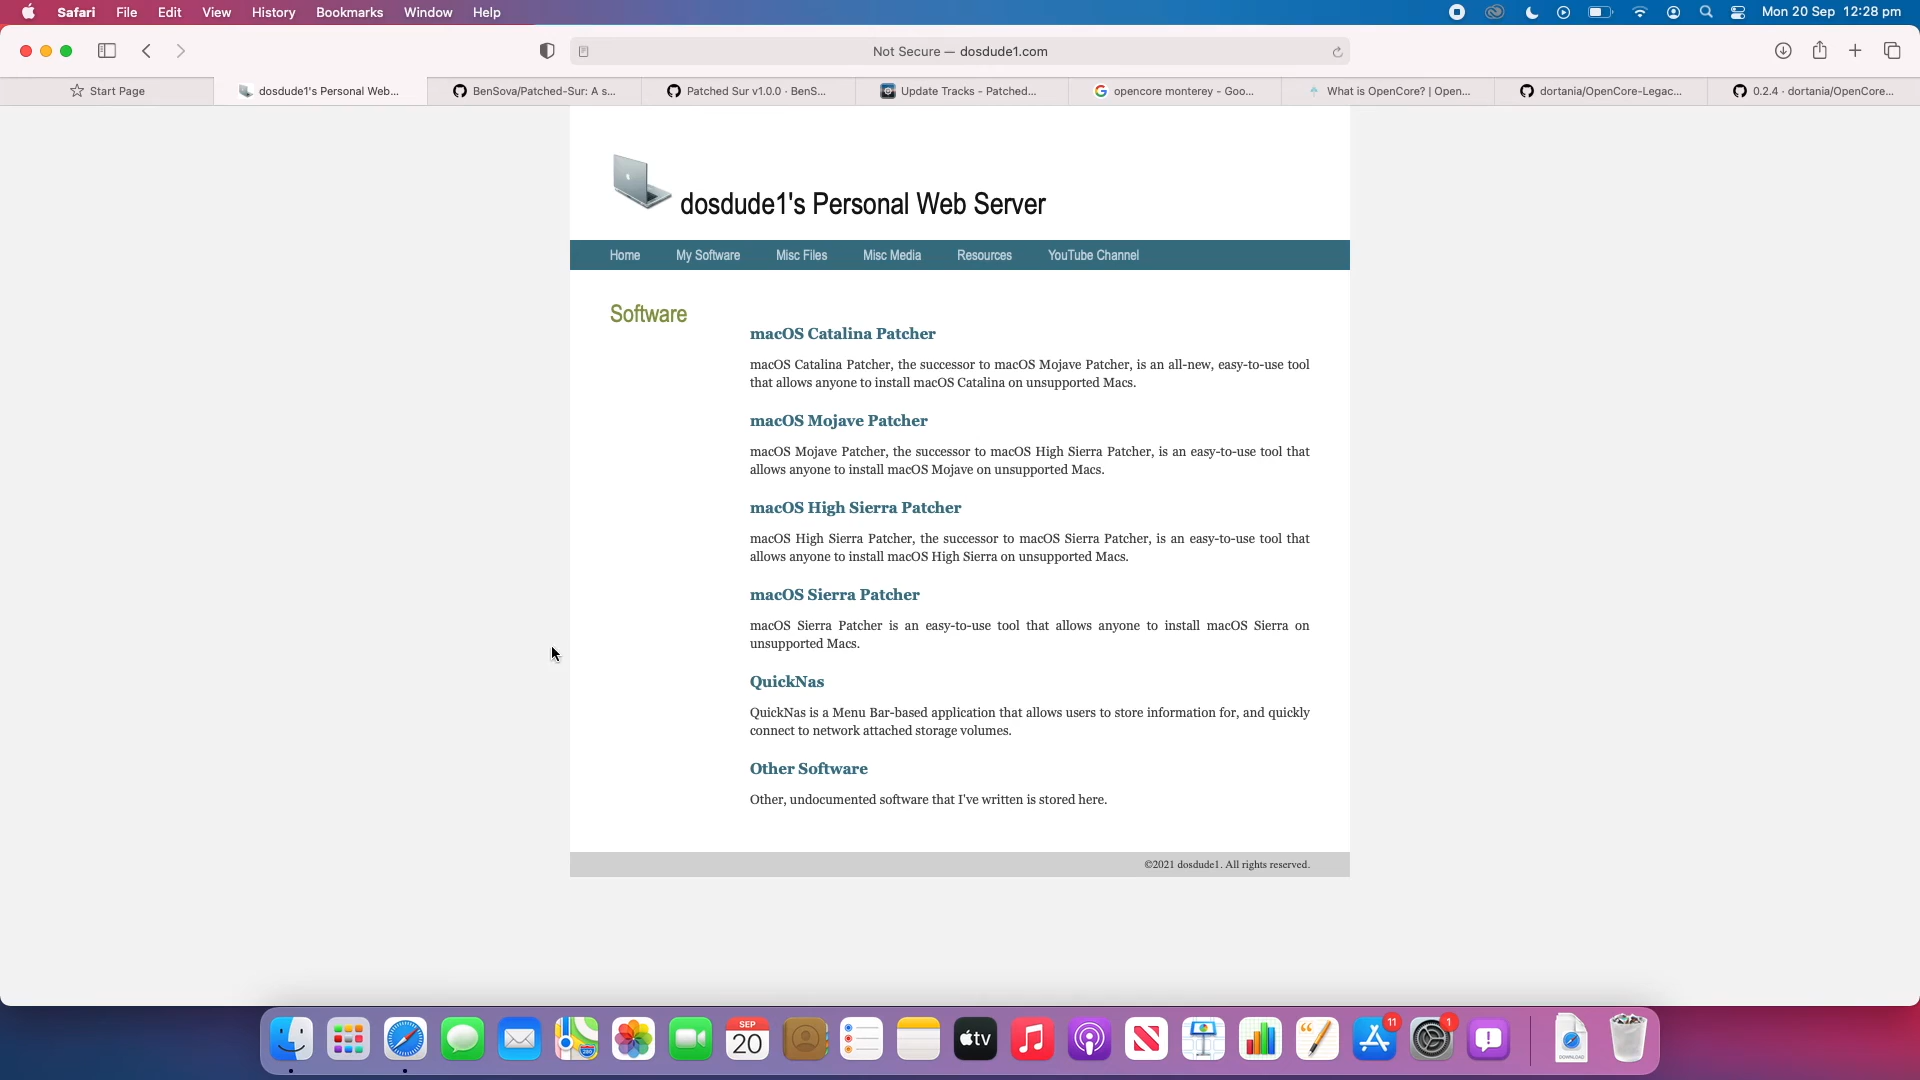 Safari File Edit View History Bookmarks Window Help Mon 20 Sep 12:28 pm
Not Secure — dosdude1.com
Start Page
dosdude1's Personal Web...
BenSova/Patched-Sur: A s...
Patched Sur v1.0.0 · BenS...
Update Tracks - Patched...
opencore monterey - Goo...
What is OpenCore? | Open...
dortania/OpenCore-Legac...
0.2.4 · dortania/OpenCore...
dosdude1's Personal Web Server
Home My Software Misc Files Misc Media Resources YouTube Channel
Software
macOS Catalina Patcher
macOS Catalina Patcher, the successor to macOS Mojave Patcher, is an all-new, easy-to-use tool
that allows anyone to install macOS Catalina on unsupported Macs.
macOS Mojave Patcher
macOS Mojave Patcher, the successor to macOS High Sierra Patcher, is an easy-to-use tool that
allows anyone to install macOS Mojave on unsupported Macs.
macOS High Sierra Patcher
macOS High Sierra Patcher, the successor to macOS Sierra Patcher, is an easy-to-use tool that
allows anyone to install macOS High Sierra on unsupported Macs.
macOS Sierra Patcher
macOS Sierra Patcher is an easy-to-use tool that allows anyone to install macOS Sierra on
unsupported Macs.
QuickNas
QuickNas is a Menu Bar-based application that allows users to store information for, and quickly
connect to network attached storage volumes.
Other Software
Other, undocumented software that I've written is stored here.
©2021 dosdude1. All rights reserved.
SEP
20
tv
11
1
DOWNLOAD